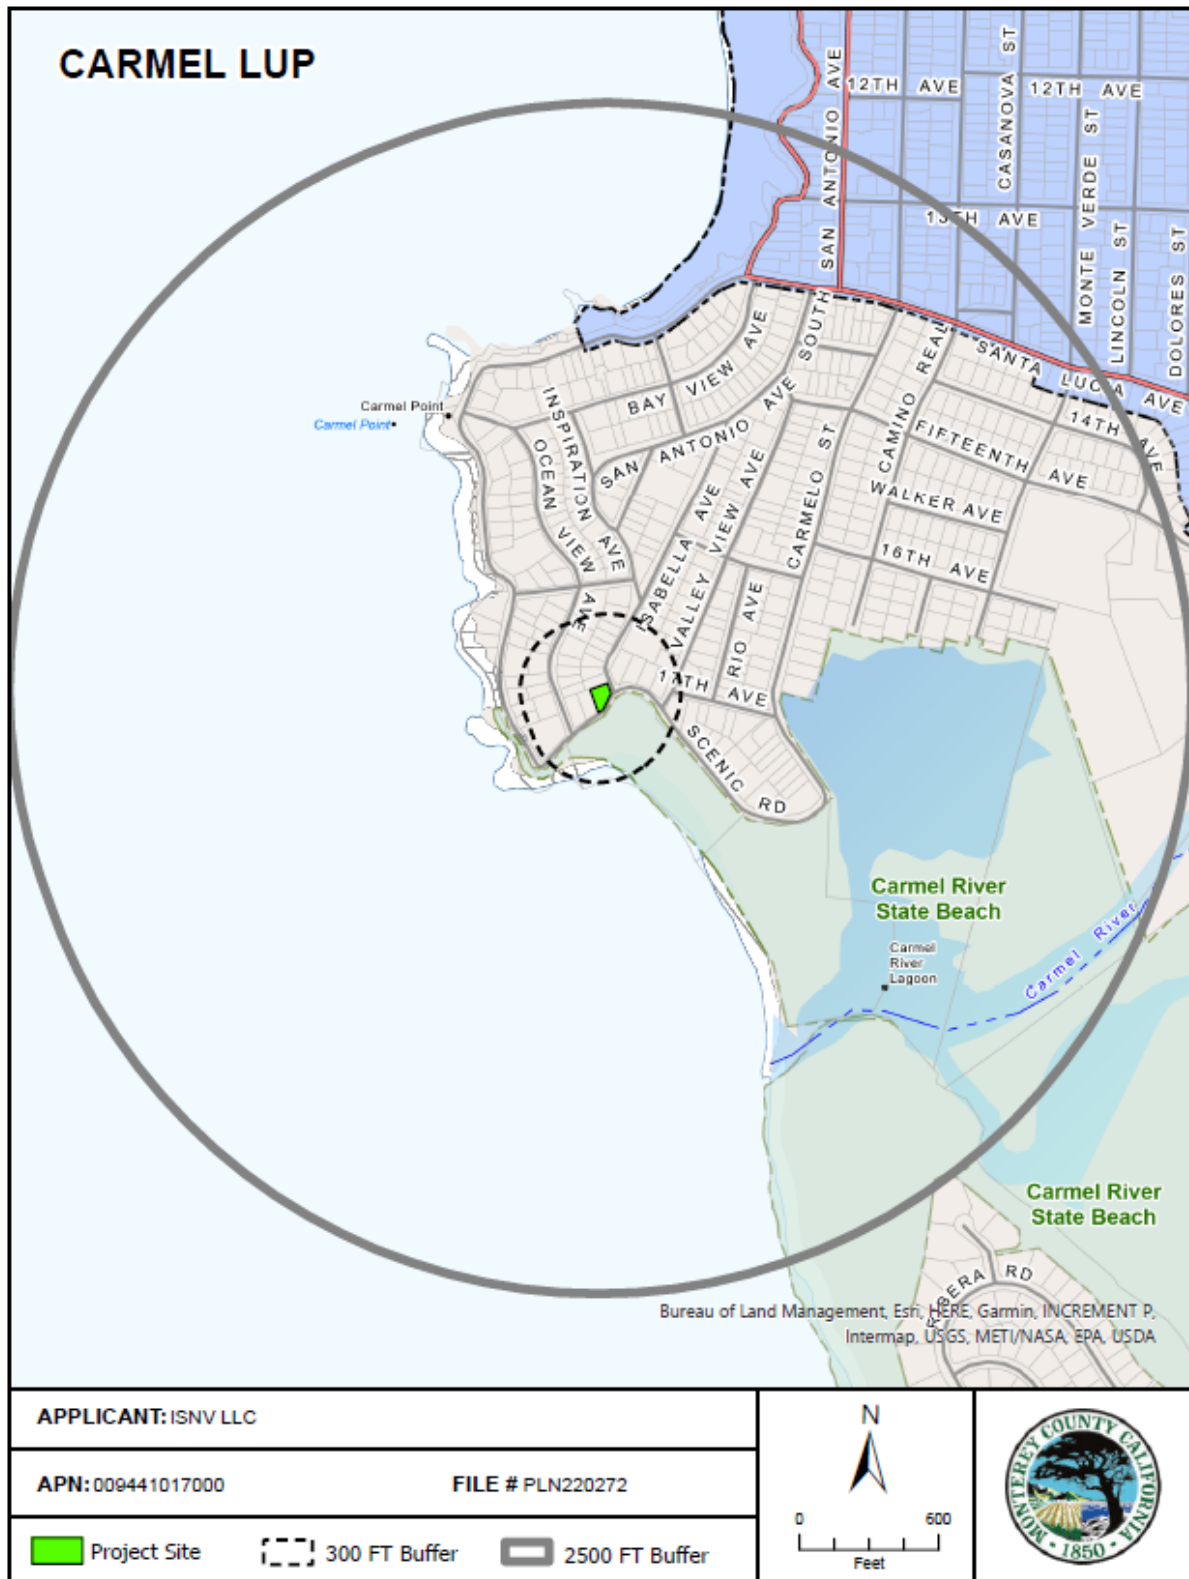 CARMEL LUP
12TH AVE
12TH AVE
SAN ANTONIO AVE
CASANOVA ST
MONTE VERDE ST
LINCOLN ST
DOLORES ST
13TH AVE
SANTA LUCIA AVE
14TH AVE
FIFTEENTH AVE
WALKER AVE
16TH AVE
CAMINO REAL
SAN ANTONIO AVE SOUTH
BAY VIEW AVE
INSPIRATION AVE
OCEAN VIEW AVE
Carmel Point
Carmel Point
ISABELLA AVE
VALLEY VIEW AVE
CARMELO ST
RIO AVE
17TH AVE
SCENIC RD
Carmel River
State Beach
Carmel
River
Lagoon
Carmel River
Carmel River
State Beach
RIBERA RD
Bureau of Land Management, Esri, HERE, Garmin, INCREMENT P,
Intermap, USGS, METI/NASA, EPA, USDA
APPLICANT: ISNV LLC
APN: 009441017000 FILE # PLN220272
Project Site 300 FT Buffer 2500 FT Buffer
N
0 600
Feet
MONTEREY COUNTY CALIFORNIA
1850